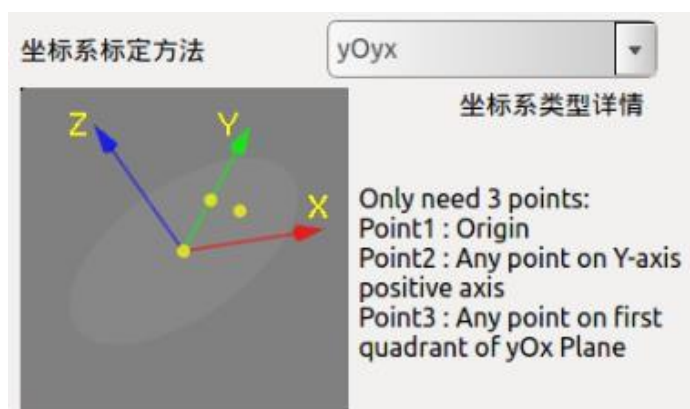 坐标系标定方法
yOyx
坐标系类型详情
Z
Y
X
Only need 3 points:
Point1 : Origin
Point2 : Any point on Y-axis
positive axis
Point3 : Any point on first
quadrant of yOx Plane